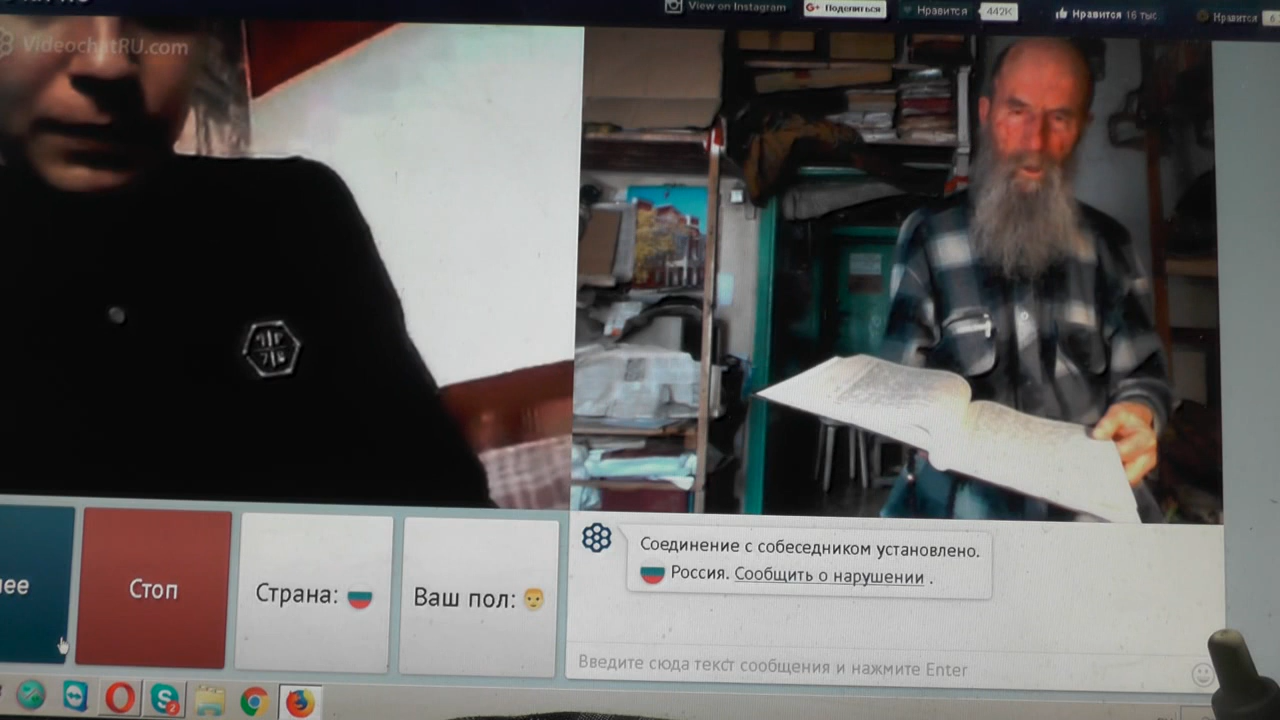 View on Instagram
Поделиться
Нравится 442K
Нравится 16 тыс
Нравится
VideochatRU.com
Стоп
Страна:
Ваш пол:
Соединение с собеседником установлено.
Россия. Сообщить о нарушении .
Введите сюда текст сообщения и нажмите Enter